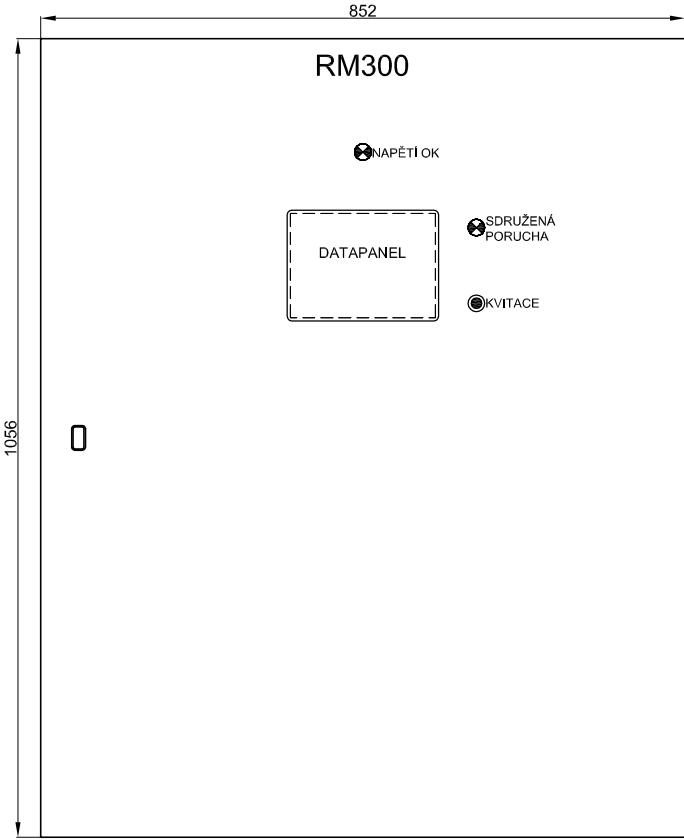 852
RM300
NAPĚTÍ OK
SDRUŽENÁ
PORUCHA
DATAPANEL
KVITACE
1056